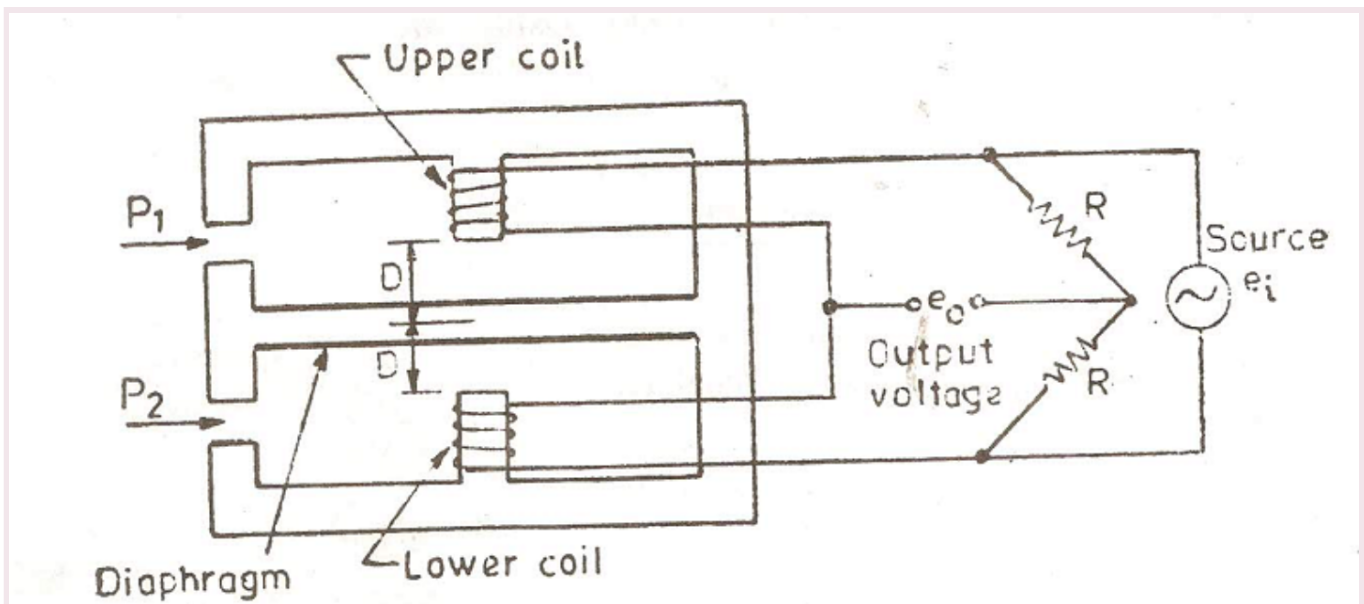 Upper coil
P1
D
R
Source
ei
eo
D
Output
voltage
R
P2
Lower coil
Diaphragm